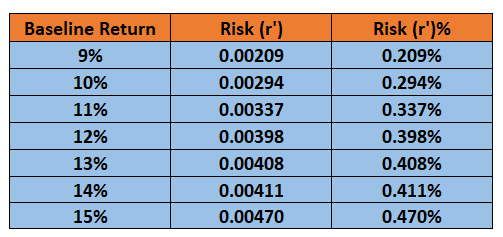 Baseline Return Risk (r') Risk (r')%
9% 0.00209 0.209%
10% 0.00294 0.294%
11% 0.00337 0.337%
12% 0.00398 0.398%
13% 0.00408 0.408%
14% 0.00411 0.411%
15% 0.00470 0.470%